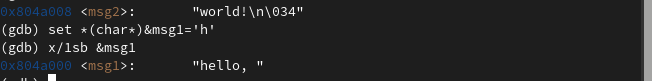 0x804a008 <msg2>:        "world!\n\034"
(gdb) set *(char*)&msg1='h'
(gdb) x/1sb &msg1
0x804a000 <msg1>:        "hello, "